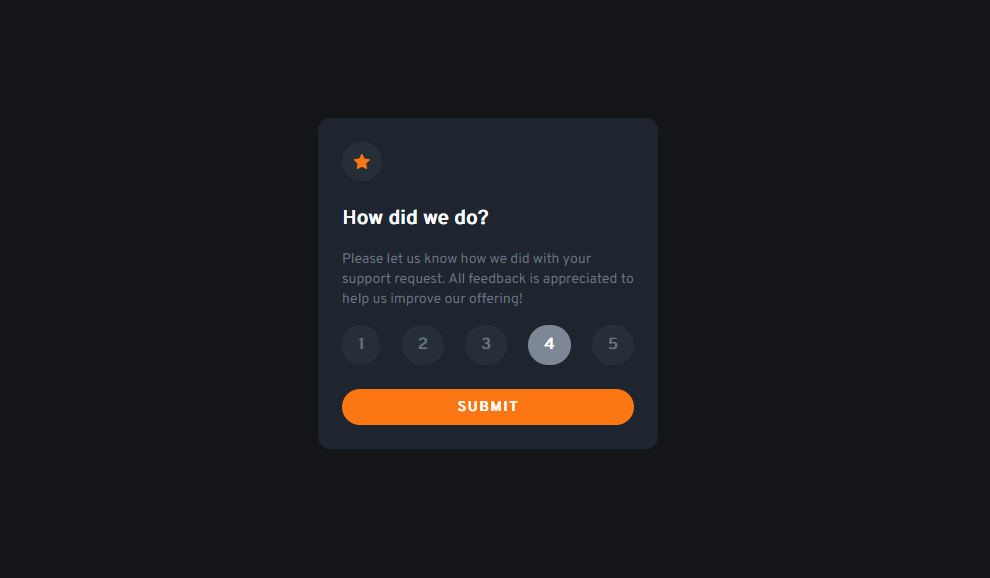 How did we do?
Please let us know how we did with your
support request. All feedback is appreciated to
help us improve our offering!
1 2 3 4 5
SUBMIT